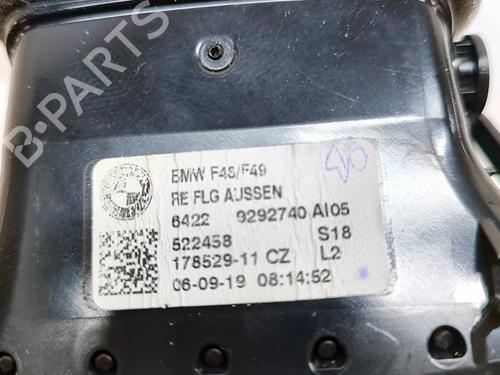 B-PARTS
BMW F48/F49
RE FLG AUSSEN
6422 9292740 AI05
522458 S18
178529-11 CZ L2
06-09-19 08:14:52